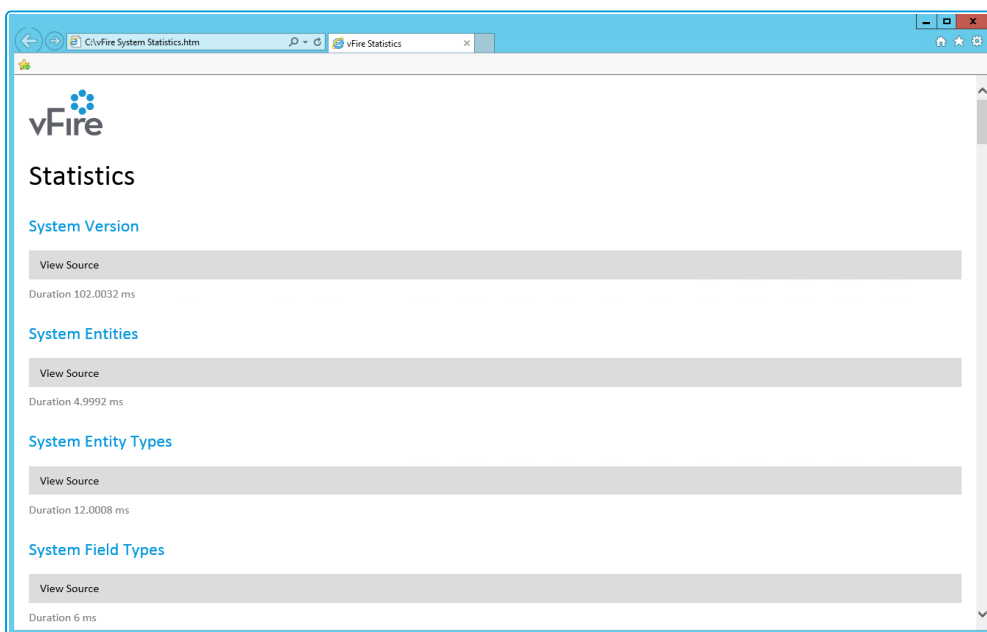 C:\vFire System Statistics.htm
vFire Statistics
vFire
Statistics
System Version
View Source
Duration 102.0032 ms
System Entities
View Source
Duration 4.9992 ms
System Entity Types
View Source
Duration 12.0008 ms
System Field Types
View Source
Duration 6 ms